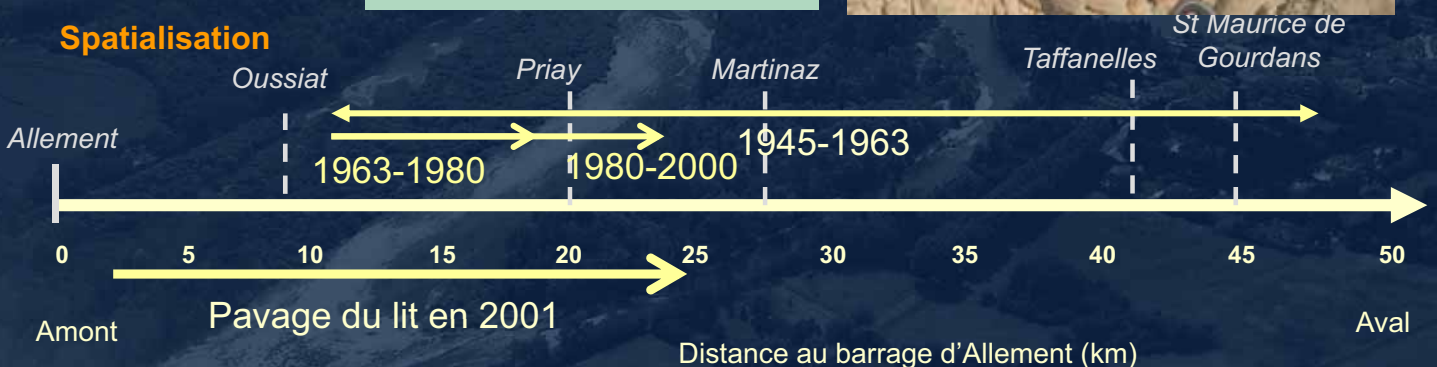 Spatialisation
St Maurice de
Gourdans
Oussiat
Priay
Martinaz
Taffanelles
Allement
1963-1980
1980-2000
1945-1963
0 5 10 15 20 25 30 35 40 45 50
Pavage du lit en 2001
Amont
Aval
Distance au barrage d'Allement (km)